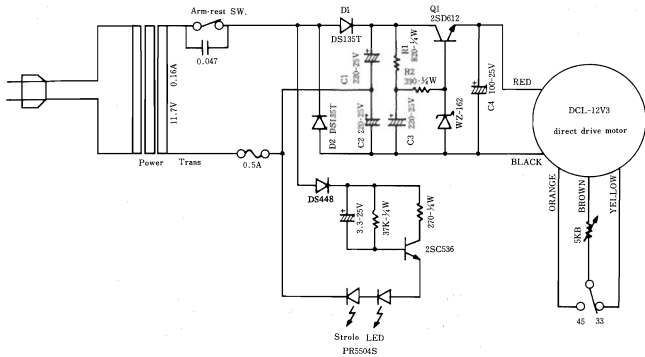 Arm-rest SW.
0.047
D1
DS135T
Q1
2SD612
11.7V 0.16A
Power Trans
0.5A
C1 220-25V
R1 820-¼W
R2
390-¼W
C2 220-25V
C3 220-25V
D2 DS135T
WZ-162
C4 100-25V
RED
BLACK
DCL-12V3
direct drive motor
ORANGE
BROWN
YELLOW
5KB
45 33
DS448
3.3-25V
37K-¼W
270-¼W
2SC536
Strolo LED
PR5504S